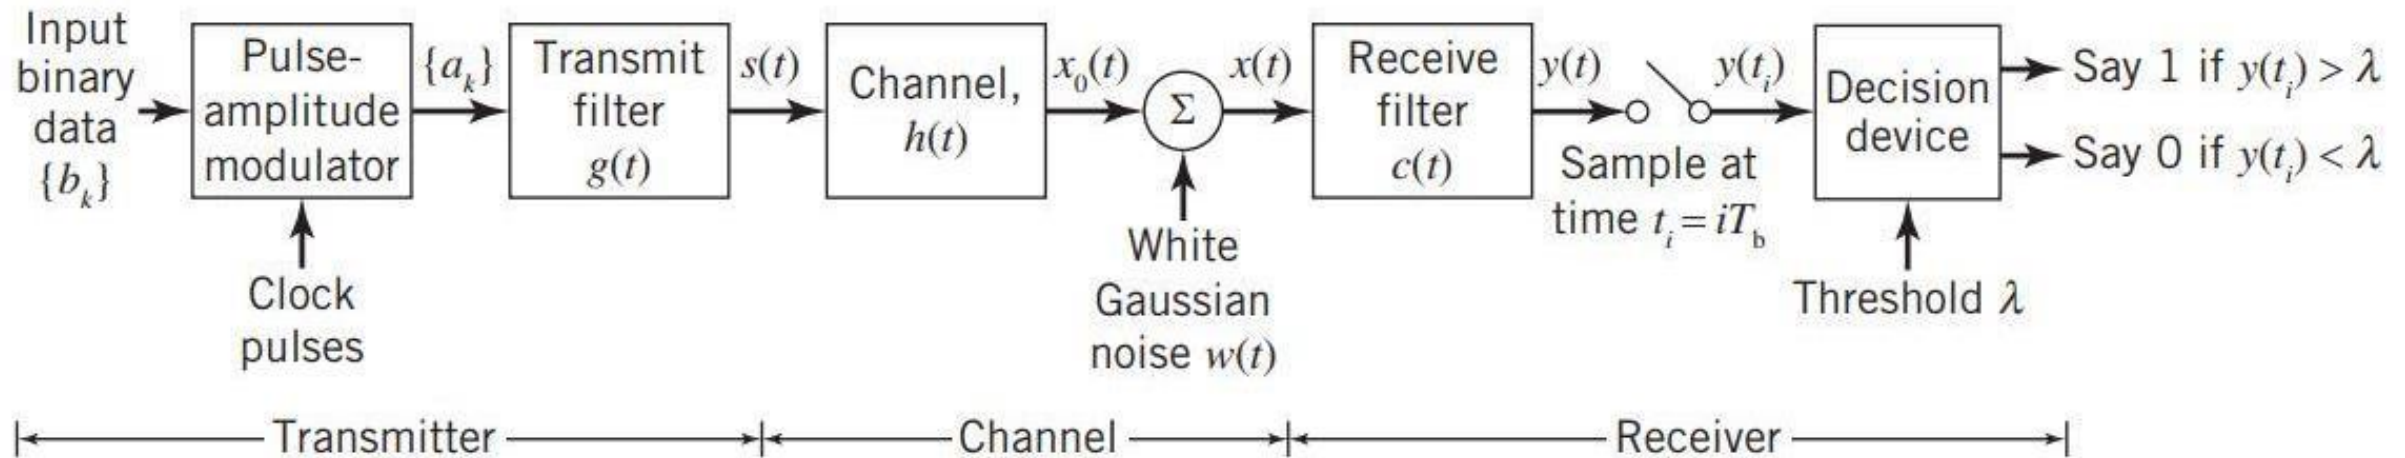 Input
binary
data
{b_k}
Pulse-
amplitude
modulator
Clock
pulses
{a_k}
Transmit
filter
g(t)
s(t)
Channel,
h(t)
x_0(t)
Σ
White
Gaussian
noise w(t)
x(t)
Receive
filter
c(t)
y(t)
y(t_i)
Sample at
time t_i = iT_b
Decision
device
Threshold λ
Say 1 if y(t_i) > λ
Say 0 if y(t_i) < λ
Transmitter
Channel
Receiver